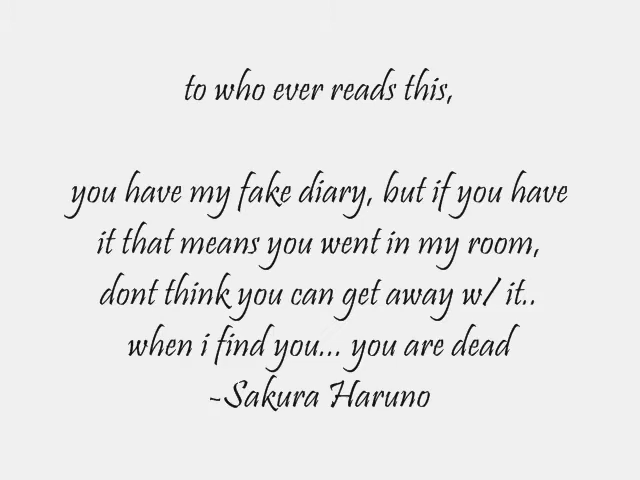 to who ever reads this,
you have my fake diary, but if you have
it that means you went in my room,
dont think you can get away w/ it..
when i find you... you are dead
~Sakura Haruno